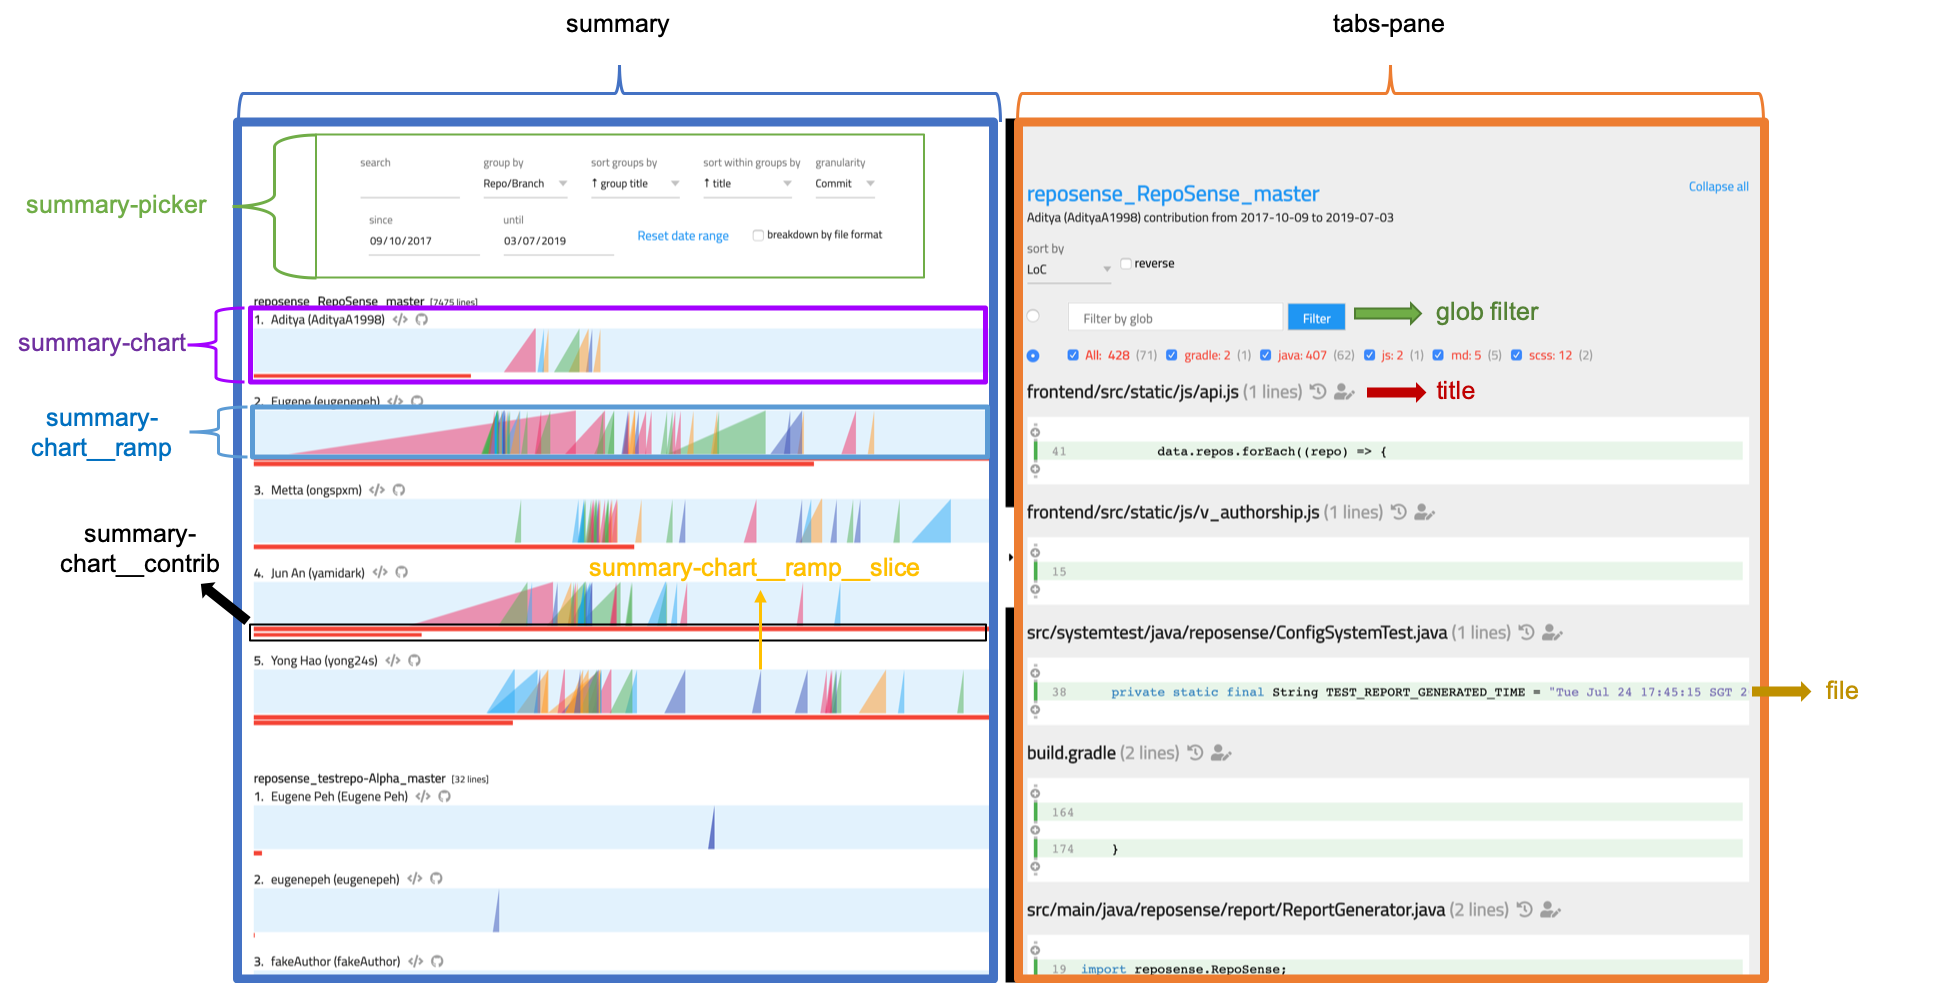 summary
tabs-pane
summary-picker
search
group by
sort groups by
sort within groups by
granularity
Repo/Branch
↑ group title
↑ title
Commit
since
until
09/10/2017
03/07/2019
Reset date range
breakdown by file format
reposense_RepoSense_master [7475 lines]
summary-chart
1. Aditya (AdityaA1998) </>
2. Eugene (eugenepeh) </>
summary-
chart__ramp
3. Metta (ongspxm) </>
summary-
chart__contrib
4. Jun An (yamidark) </>
summary-chart__ramp__slice
5. Yong Hao (yong24s) </>
reposense_testrepo-Alpha_master [32 lines]
1. Eugene Peh (Eugene Peh) </>
2. eugenepeh (eugenepeh) </>
3. fakeAuthor (fakeAuthor) </>
Collapse all
reposense_RepoSense_master
Aditya (AdityaA1998) contribution from 2017-10-09 to 2019-07-03
sort by
LoC
reverse
Filter by glob
Filter
glob filter
All: 428 (71) gradle: 2 (1) java: 407 (62) js: 2 (1) md: 5 (5) scss: 12 (2)
frontend/src/static/js/api.js (1 lines)
title
41 data.repos.forEach((repo) => {
frontend/src/static/js/v_authorship.js (1 lines)
15
src/systemtest/java/reposense/ConfigSystemTest.java (1 lines)
38 private static final String TEST_REPORT_GENERATED_TIME = "Tue Jul 24 17:45:15 SGT 2
file
build.gradle (2 lines)
164
174 }
src/main/java/reposense/report/ReportGenerator.java (2 lines)
19 import reposense.RepoSense;